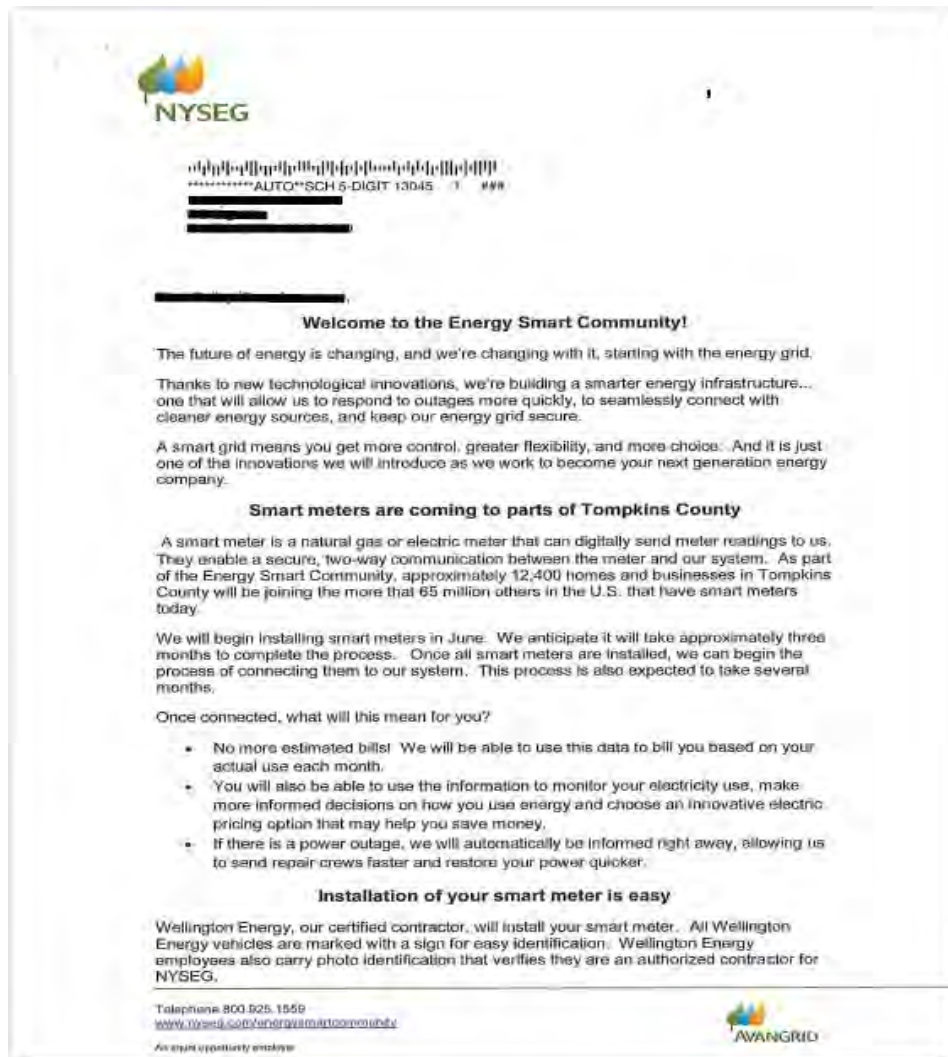 NYSEG
************AUTO**SCH 5-DIGIT 13045 1 ###
Welcome to the Energy Smart Community!
The future of energy is changing, and we're changing with it, starting with the energy grid.
Thanks to new technological innovations, we're building a smarter energy infrastructure...
one that will allow us to respond to outages more quickly, to seamlessly connect with
cleaner energy sources, and keep our energy grid secure.
A smart grid means you get more control, greater flexibility, and more choice. And it is just
one of the innovations we will introduce as we work to become your next generation energy
company.
Smart meters are coming to parts of Tompkins County
A smart meter is a natural gas or electric meter that can digitally send meter readings to us.
They enable a secure, two-way communication between the meter and our system. As part
of the Energy Smart Community, approximately 12,400 homes and businesses in Tompkins
County will be joining the more that 65 million others in the U.S. that have smart meters
today.
We will begin installing smart meters in June. We anticipate it will take approximately three
months to complete the process. Once all smart meters are installed, we can begin the
process of connecting them to our system. This process is also expected to take several
months.
Once connected, what will this mean for you?
• No more estimated bills! We will be able to use this data to bill you based on your
actual use each month.
• You will also be able to use the information to monitor your electricity use, make
more informed decisions on how you use energy and choose an innovative electric
pricing option that may help you save money.
• If there is a power outage, we will automatically be informed right away, allowing us
to send repair crews faster and restore your power quicker.
Installation of your smart meter is easy
Wellington Energy, our certified contractor, will install your smart meter. All Wellington
Energy vehicles are marked with a sign for easy identification. Wellington Energy
employees also carry photo identification that verifies they are an authorized contractor for
NYSEG.
Telephone 800.925.1559
www.nyseg.com/energysmartcommunity
An equal opportunity employer
AVANGRID